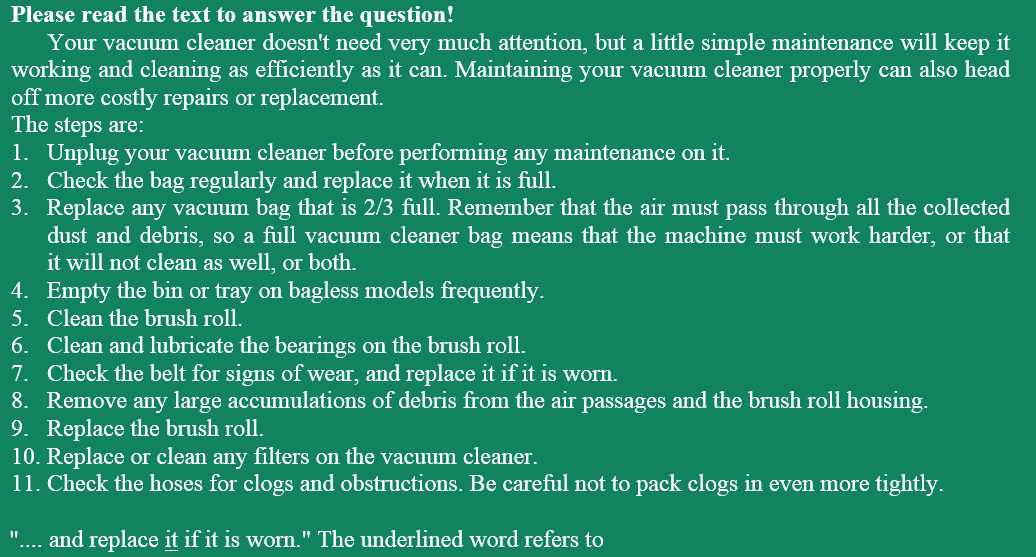 Please read the text to answer the question!
Your vacuum cleaner doesn't need very much attention, but a little simple maintenance will keep it
working and cleaning as efficiently as it can. Maintaining your vacuum cleaner properly can also head
off more costly repairs or replacement.
The steps are:
1. Unplug your vacuum cleaner before performing any maintenance on it.
2. Check the bag regularly and replace it when it is full.
3. Replace any vacuum bag that is 2/3 full. Remember that the air must pass through all the collected
dust and debris, so a full vacuum cleaner bag means that the machine must work harder, or that
it will not clean as well, or both.
4. Empty the bin or tray on bagless models frequently.
5. Clean the brush roll.
6. Clean and lubricate the bearings on the brush roll.
7. Check the belt for signs of wear, and replace it if it is worn.
8. Remove any large accumulations of debris from the air passages and the brush roll housing.
9. Replace the brush roll.
10. Replace or clean any filters on the vacuum cleaner.
11. Check the hoses for clogs and obstructions. Be careful not to pack clogs in even more tightly.
".... and replace it if it is worn." The underlined word refers to